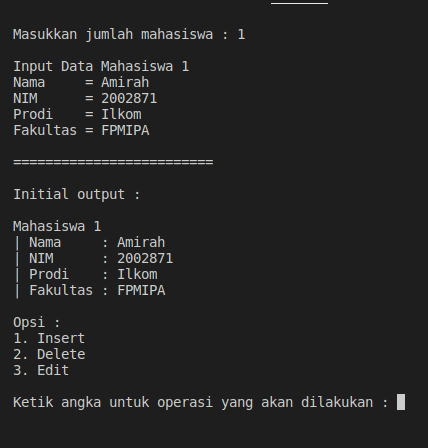 Masukkan jumlah mahasiswa : 1
Input Data Mahasiswa 1
Nama     = Amirah
NIM      = 2002871
Prodi    = Ilkom
Fakultas = FPMIPA
=========================
Initial output :
Mahasiswa 1
| Nama     : Amirah
| NIM      : 2002871
| Prodi    : Ilkom
| Fakultas : FPMIPA
Opsi :
1. Insert
2. Delete
3. Edit
Ketik angka untuk operasi yang akan dilakukan :